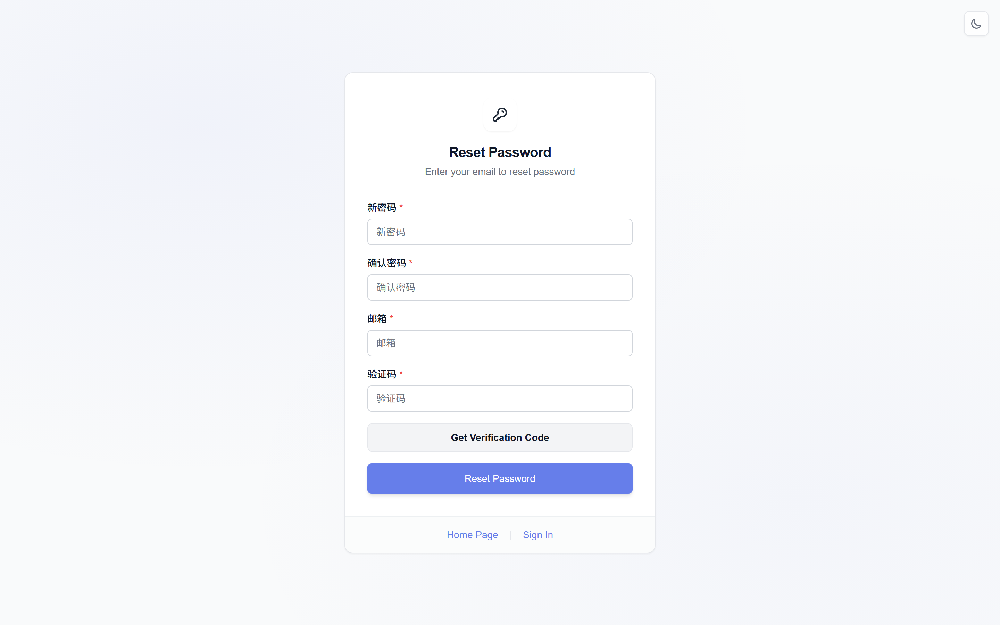 Reset Password
Enter your email to reset password
新密码 *
新密码
确认密码 *
确认密码
邮箱 *
邮箱
验证码 *
验证码
Get Verification Code
Reset Password
Home Page | Sign In